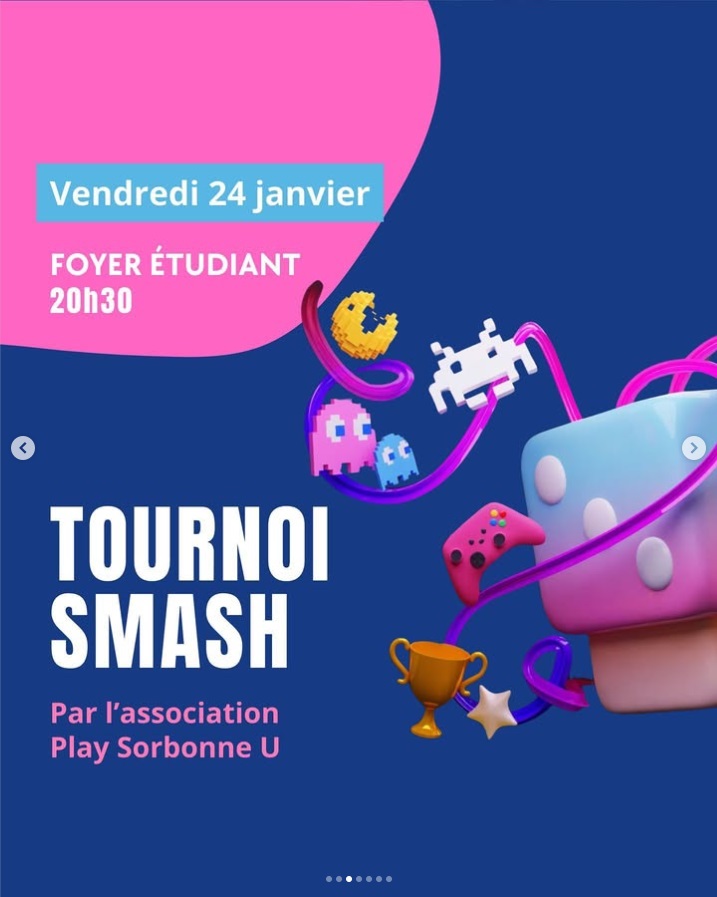 Vendredi 24 janvier
FOYER ÉTUDIANT
20h30
TOURNOI
SMASH
Par l’association
Play Sorbonne U